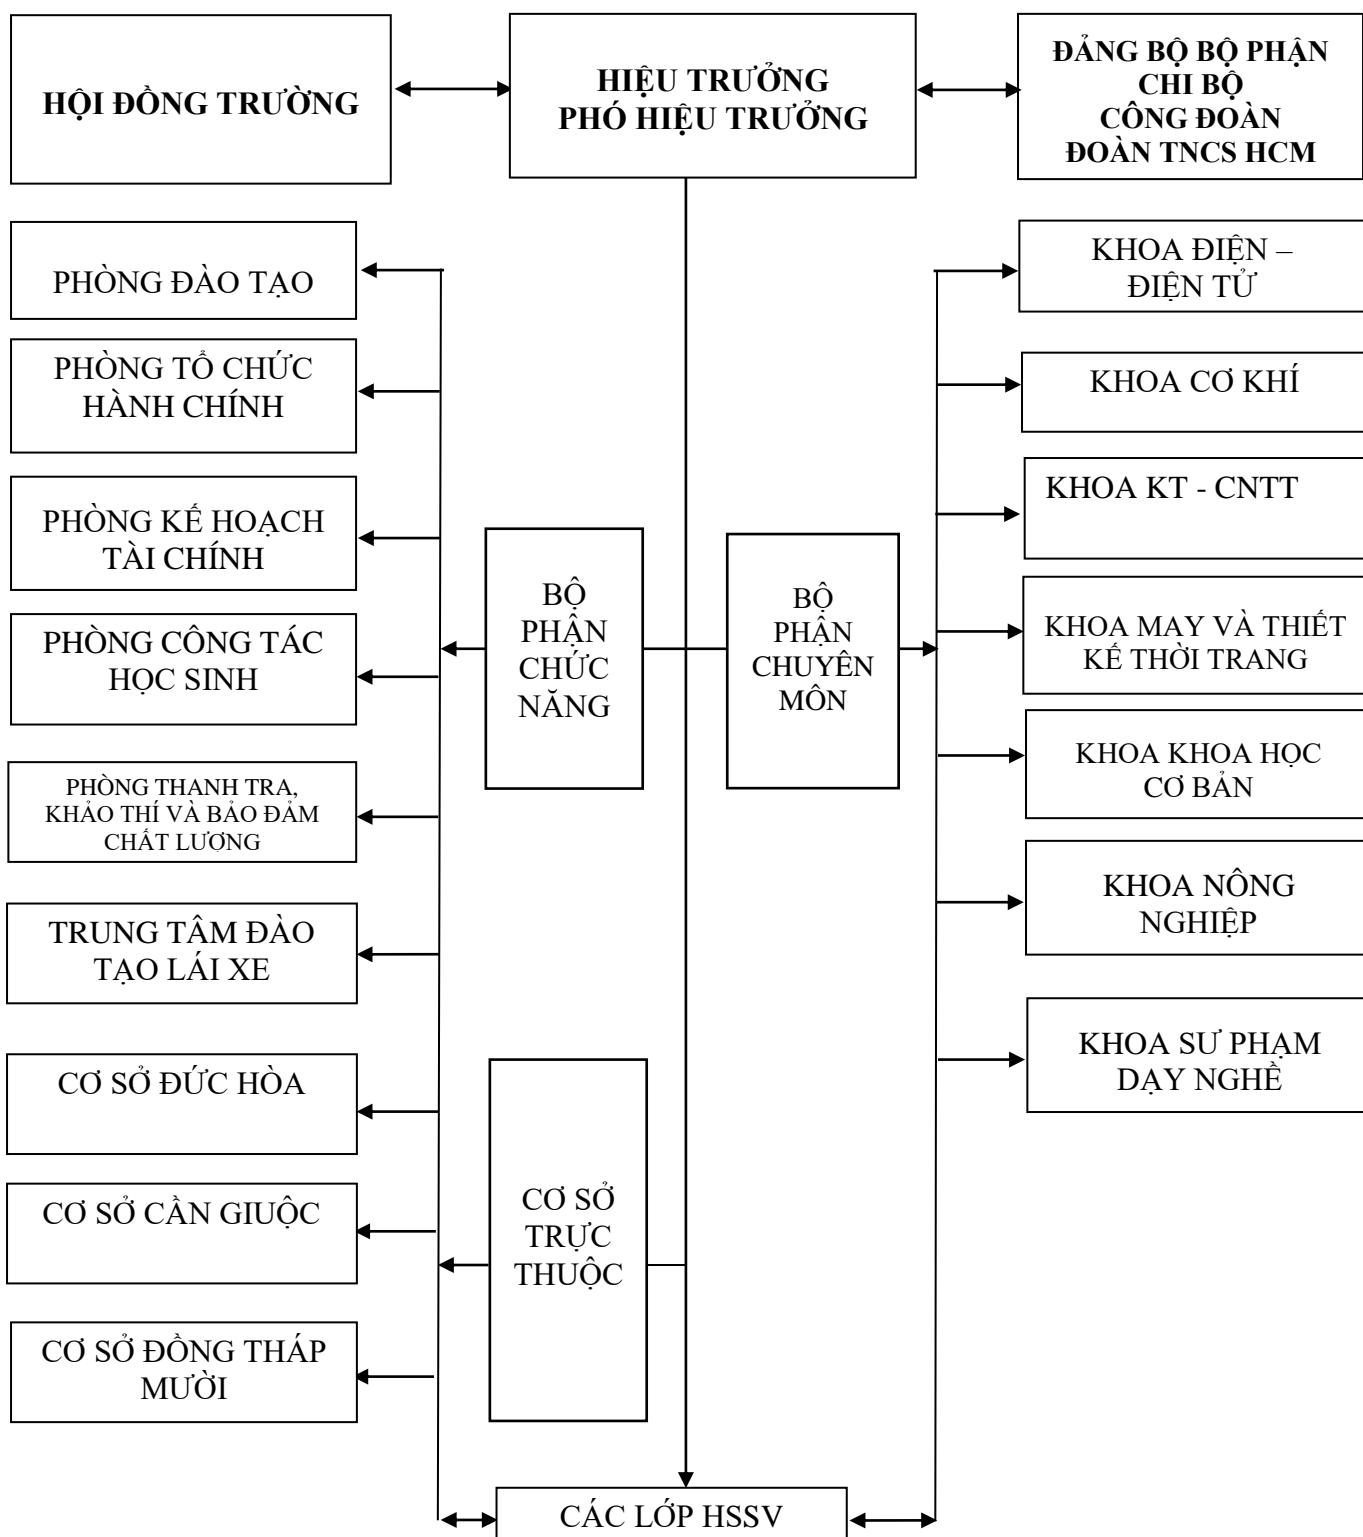 HỘI ĐỒNG TRƯỜNG
HIỆU TRƯỞNG
PHÓ HIỆU TRƯỞNG
ĐẢNG BỘ BỘ PHẬN
CHI BỘ
CÔNG ĐOÀN
ĐOÀN TNCS HCM
PHÒNG ĐÀO TẠO
PHÒNG TỔ CHỨC
HÀNH CHÍNH
PHÒNG KẾ HOẠCH
TÀI CHÍNH
PHÒNG CÔNG TÁC
HỌC SINH
PHÒNG THANH TRA,
KHẢO THÍ VÀ BẢO ĐẢM
CHẤT LƯỢNG
TRUNG TÂM ĐÀO
TẠO LÁI XE
CƠ SỞ ĐỨC HÒA
CƠ SỞ CẦN GIUỘC
CƠ SỞ ĐỒNG THÁP
MƯỜI
BỘ
PHẬN
CHỨC
NĂNG
CƠ SỞ
TRỰC
THUỘC
BỘ
PHẬN
CHUYÊN
MÔN
KHOA ĐIỆN –
ĐIỆN TỬ
KHOA CƠ KHÍ
KHOA KT - CNTT
KHOA MAY VÀ THIẾT
KẾ THỜI TRANG
KHOA KHOA HỌC
CƠ BẢN
KHOA NÔNG
NGHIỆP
KHOA SƯ PHẠM
DẠY NGHỀ
CÁC LỚP HSSV